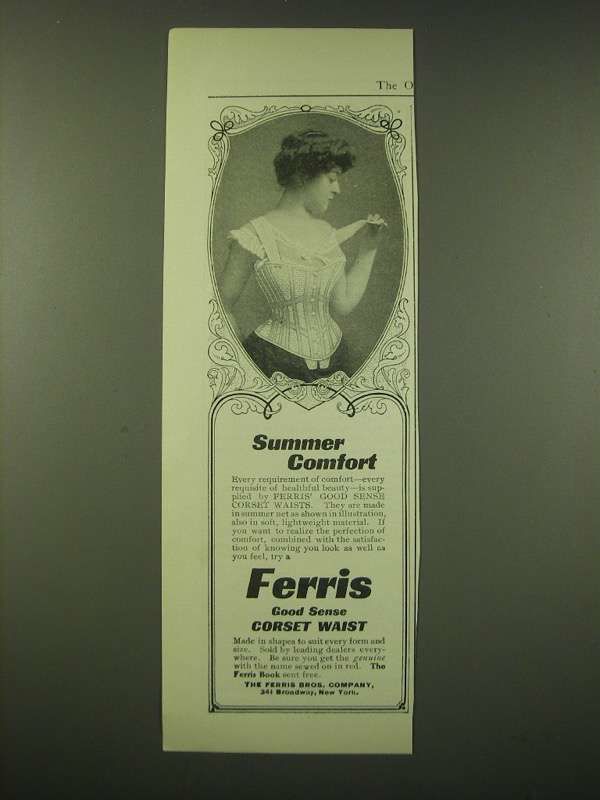 The O
Summer
Comfort
Every requirement of comfort—every
requisite of healthful beauty—is sup-
plied by FERRIS' GOOD SENSE
CORSET WAISTS. They are made
in summer net as shown in illustration,
also in soft, lightweight material. If
you want to realize the perfection of
comfort, combined with the satisfac-
tion of knowing you look as well as
you feel, try a
Ferris
Good Sense
CORSET WAIST
Made in shapes to suit every form and
size. Sold by leading dealers every-
where. Be sure you get the genuine
with the name sewed on in red. The
Ferris Book sent free.
THE FERRIS BROS. COMPANY,
341 Broadway, New York.